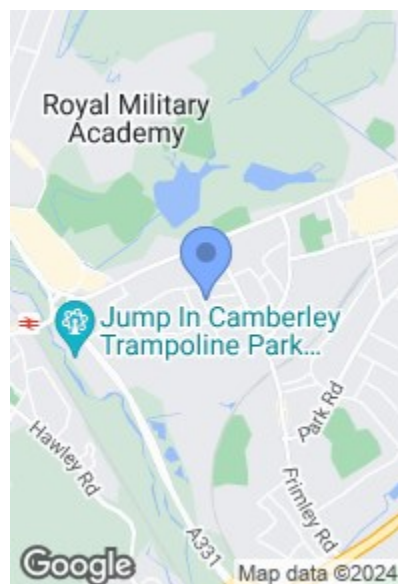 Royal Military
Academy
Jump In Camberley
Trampoline Park...
Park Rd
Hawley Rd
Frimley Rd
A331
Google
Map data ©2024